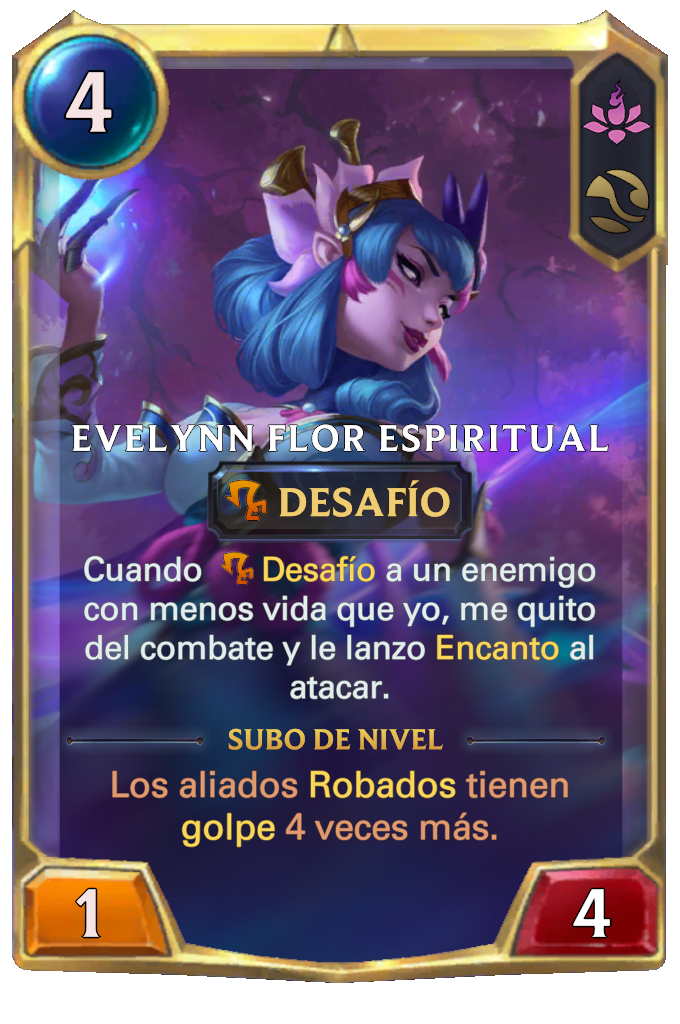 4
EVELYNN FLOR ESPIRITUAL
DESAFÍO
Cuando Desafío a un enemigo
con menos vida que yo, me quito
del combate y le lanzo Encanto al
atacar.
SUBO DE NIVEL
Los aliados Robados tienen
golpe 4 veces más.
1
4